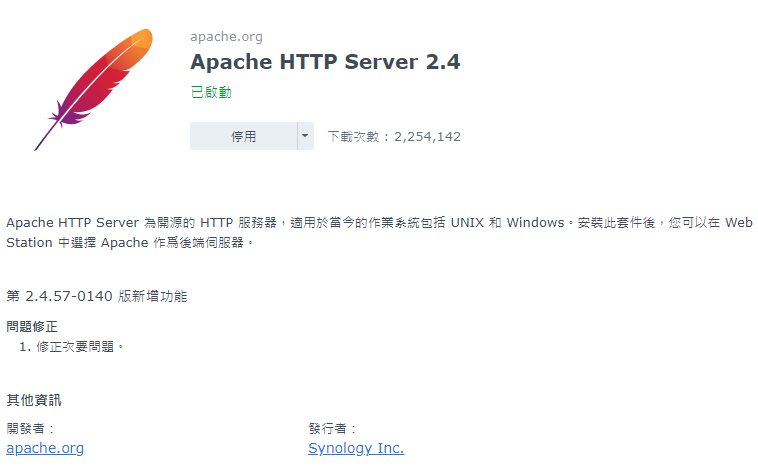 apache.org
Apache HTTP Server 2.4
已啟動
停用
下載次數：2,254,142
Apache HTTP Server 為開源的 HTTP 服務器，適用於當今的作業系統包括 UNIX 和 Windows。安裝此套件後，您可以在 Web
Station 中選擇 Apache 作爲後端伺服器。
第 2.4.57-0140 版新增功能
問題修正
1. 修正次要問題。
其他資訊
開發者：
發行者：
apache.org
Synology Inc.